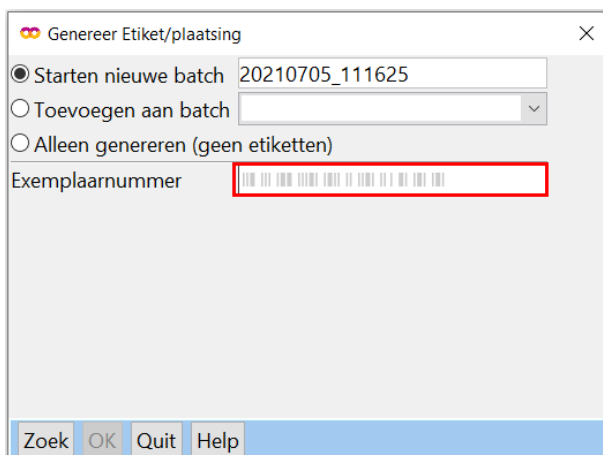 Genereer Etiket/plaatsing
Starten nieuwe batch 20210705_111625
Toevoegen aan batch
Alleen genereren (geen etiketten)
Exemplaarnummer
Zoek OK Quit Help